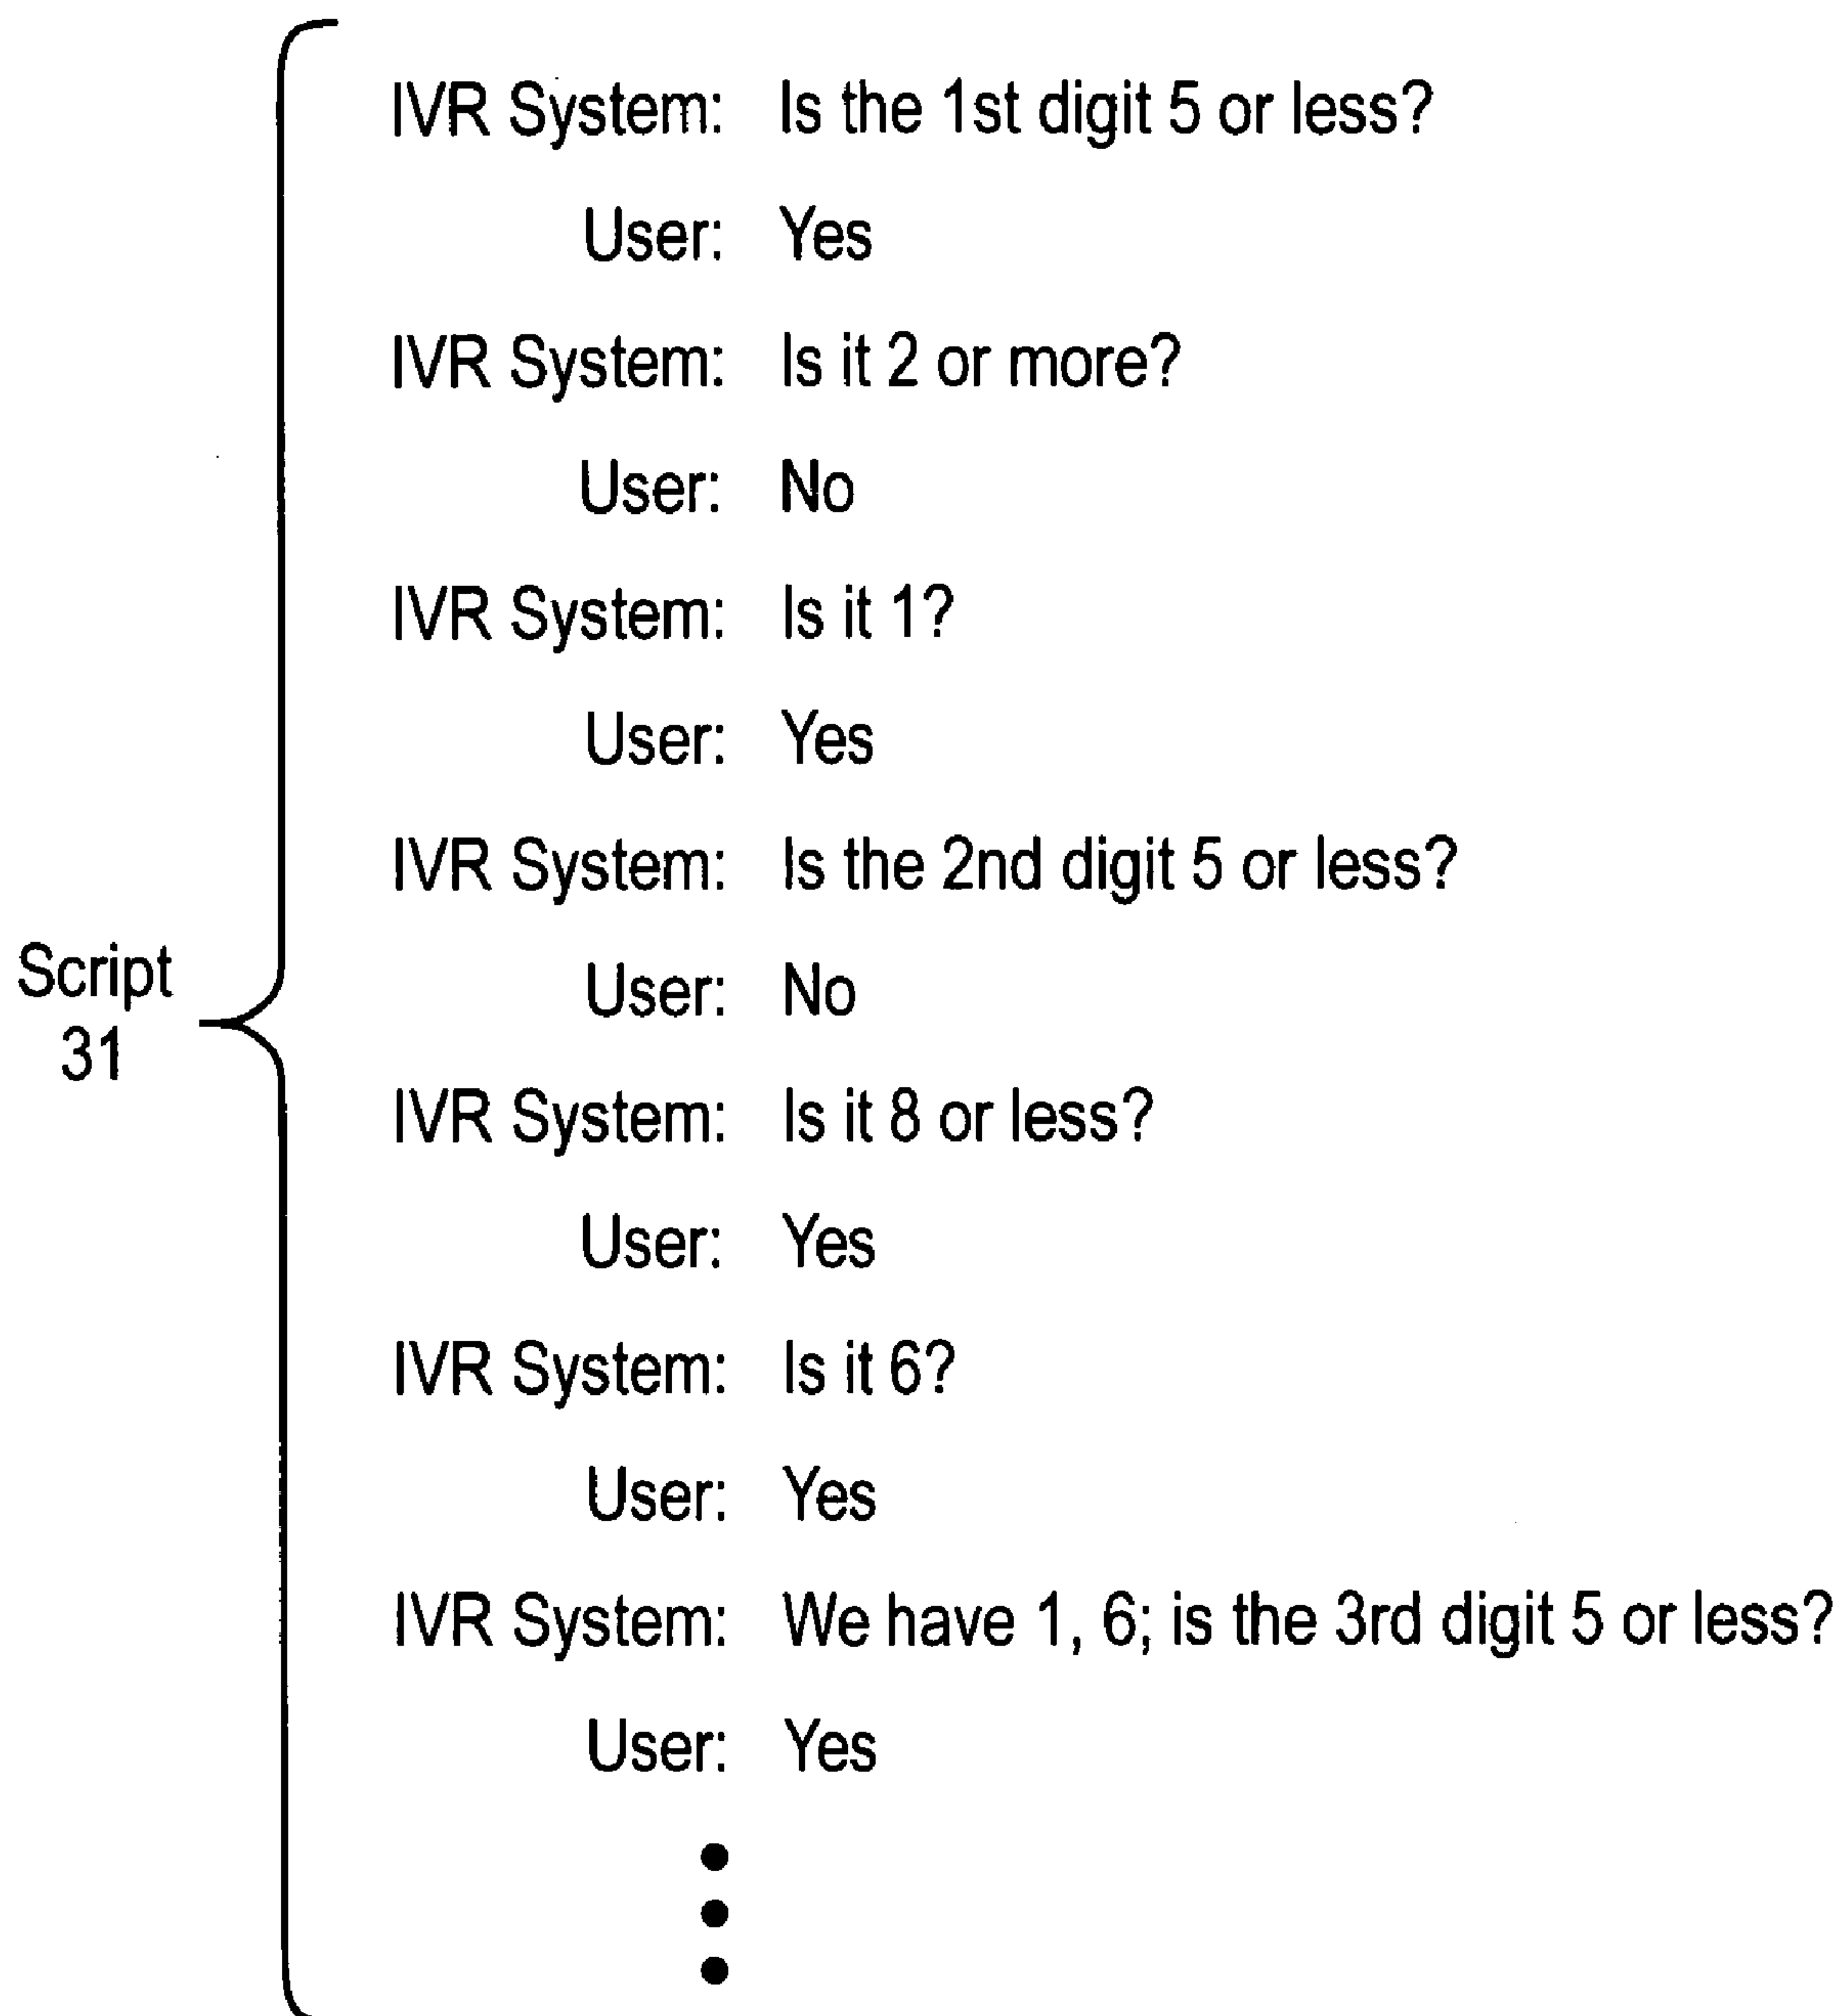 IVR System: Is the 1st digit 5 or less?
User: Yes
IVR System: Is it 2 or more?
User: No
IVR System: Is it 1?
User: Yes
IVR System: Is the 2nd digit 5 or less?
User: No
Script
31
IVR System: Is it 8 or less?
User: Yes
IVR System: Is it 6?
User: Yes
IVR System: We have 1, 6; is the 3rd digit 5 or less?
User: Yes